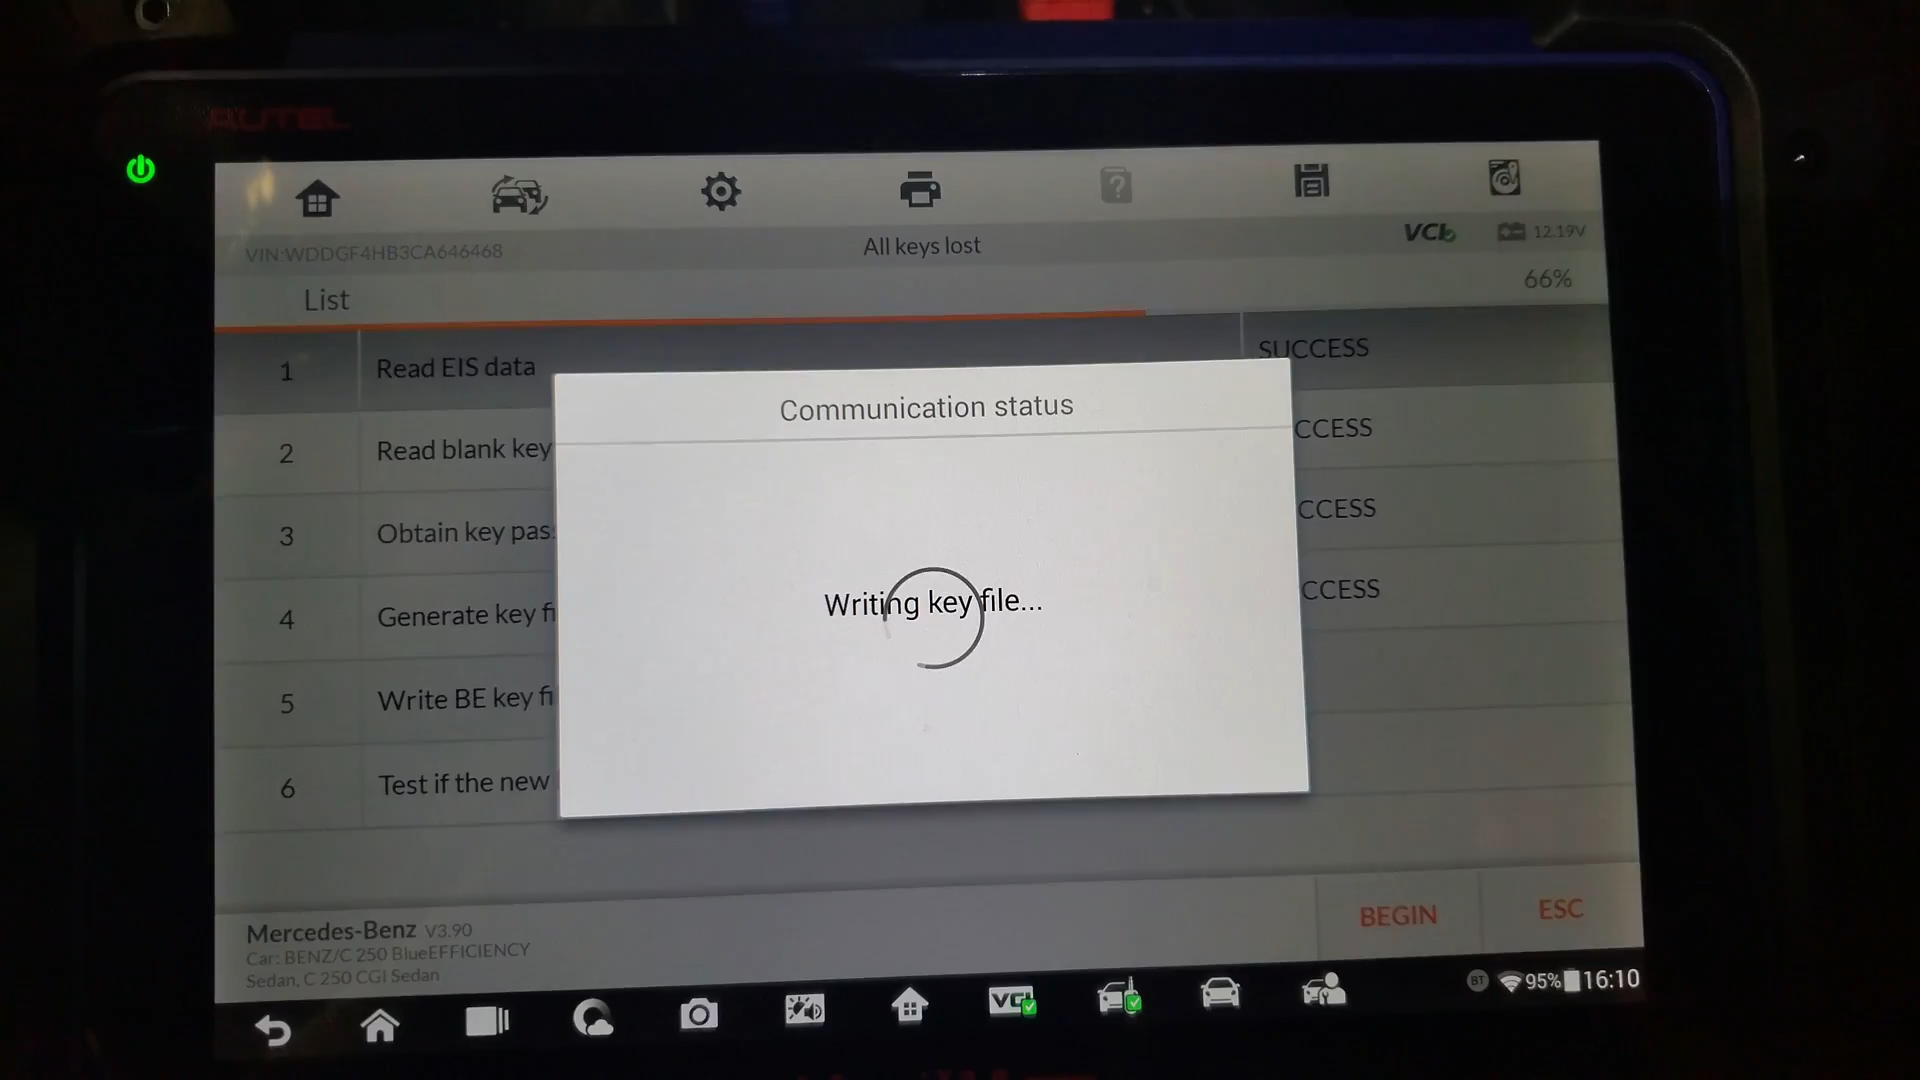 AUTEL
VIN:WDDGF4HB3CA646468
All keys lost
VCI
12.19V
List
66%
1 Read EIS data SUCCESS
2 Read blank key CCESS
3 Obtain key pas CCESS
4 Generate key fi CCESS
5 Write BE key fi
6 Test if the new
Communication status
Writing key file...
Mercedes-Benz V3.90
Car: BENZ/C 250 BlueEFFICIENCY
Sedan, C 250 CGI Sedan
BEGIN
ESC
VCI
BT
95%
16:10